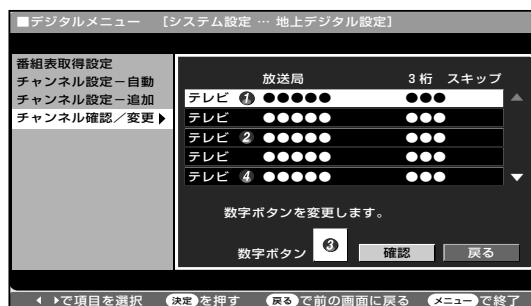 ■デジタルメニュー [システム設定 … 地上デジタル設定]
番組表取得設定
チャンネル設定－自動
チャンネル設定－追加
チャンネル確認／変更▶
放送局 3桁 スキップ
テレビ ❶ ●●●●● ●●●
テレビ ●●●●● ●●●
テレビ ❷ ●●●●● ●●●
テレビ ●●●●● ●●●
テレビ ❹ ●●●●● ●●●
数字ボタンを変更します。
数字ボタン ❸ 確認 戻る
◀ ▶で項目を選択 決定を押す 戻るで前の画面に戻る メニューで終了